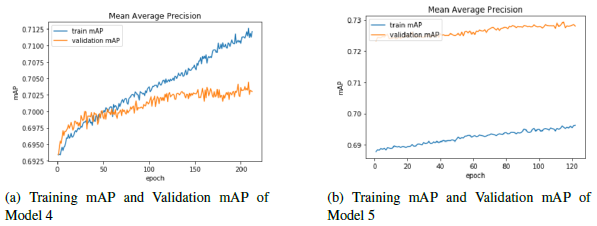 Mean Average Precision
train mAP
validation mAP
0.7125
0.7100
0.7075
0.7050
0.7025
0.7000
0.6975
0.6950
0.6925
mAP
0 50 100 150 200
epoch
(a) Training mAP and Validation mAP of
Model 4
Mean Average Precision
train mAP
validation mAP
0.73
0.72
0.71
0.70
0.69
mAP
0 20 40 60 80 100 120
epoch
(b) Training mAP and Validation mAP of
Model 5